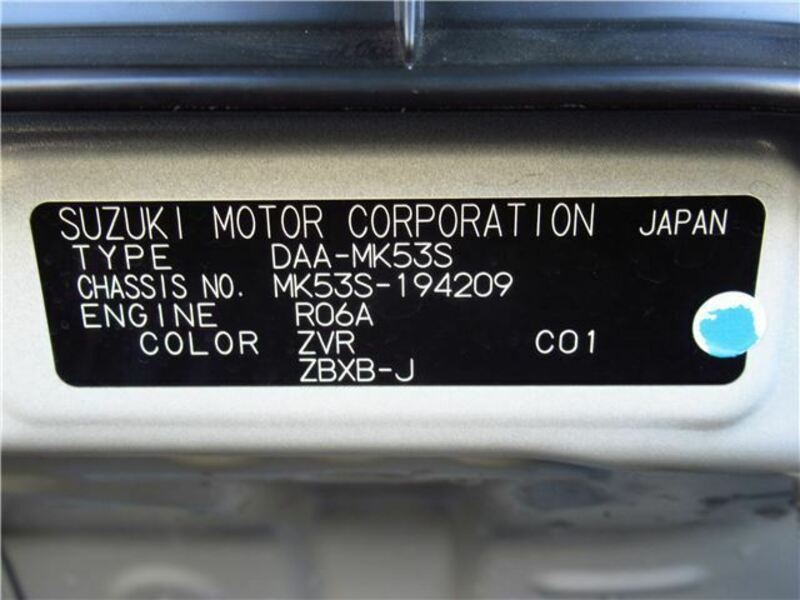 SUZUKI MOTOR CORPORATION JAPAN
TYPE DAA-MK53S
CHASSIS NO. MK53S-194209
ENGINE R06A
COLOR ZVR C01
ZBXB-J